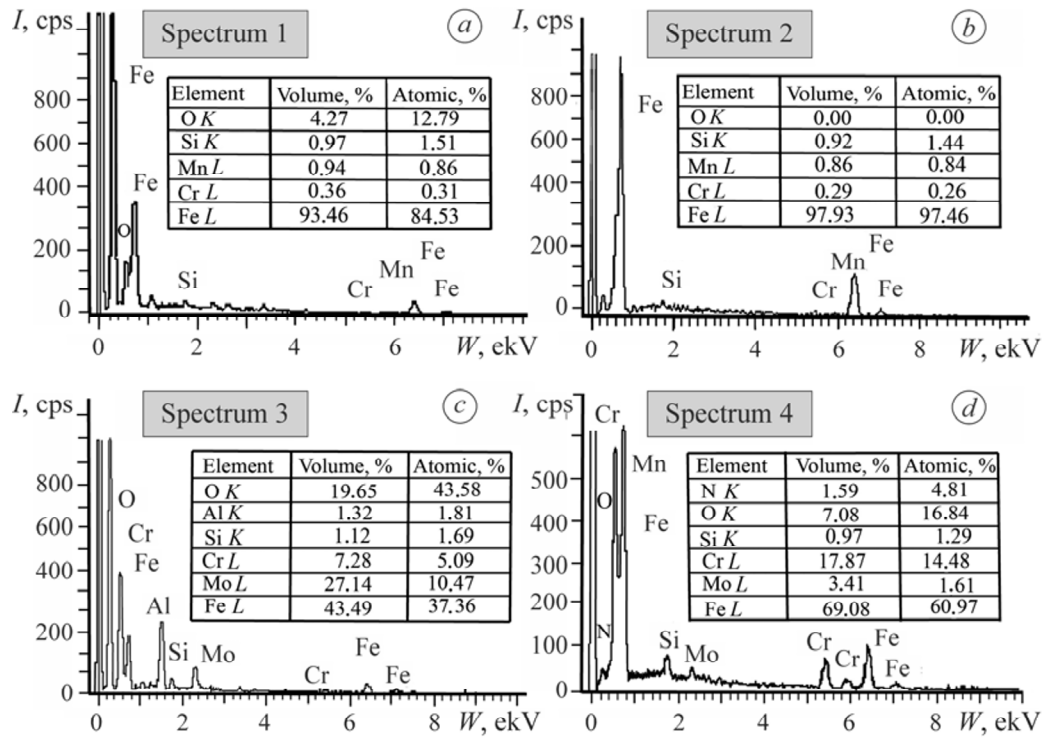 I, cps
Spectrum 1
a
Fe
Element Volume, % Atomic, %
O K 4.27 12.79
Si K 0.97 1.51
Mn L 0.94 0.86
Cr L 0.36 0.31
Fe L 93.46 84.53
800
600
400
200
0
Fe
O
Si
Cr
Mn
Fe
Fe
0 2 4 6 W, ekV
I, cps
Spectrum 2
b
Fe
Element Volume, % Atomic, %
O K 0.00 0.00
Si K 0.92 1.44
Mn L 0.86 0.84
Cr L 0.29 0.26
Fe L 97.93 97.46
800
600
400
200
0
Si
Fe
Mn
Cr
Fe
0 2 4 6 8 W, ekV
I, cps
Spectrum 3
c
Element Volume, % Atomic, %
O K 19.65 43.58
Al K 1.32 1.81
Si K 1.12 1.69
Cr L 7.28 5.09
Mo L 27.14 10.47
Fe L 43.49 37.36
800
600
400
200
0
O
Cr
Fe
Al
Si
Mo
Cr
Fe
Fe
0 2 4 6 8 W, ekV
I, cps
Spectrum 4
d
Cr
Mn
O
Fe
N
Element Volume, % Atomic, %
N K 1.59 4.81
O K 7.08 16.84
Si K 0.97 1.29
Cr L 17.87 14.48
Mo L 3.41 1.61
Fe L 69.08 60.97
500
400
300
200
100
0
Si
Mo
Cr
Cr
Fe
Fe
0 2 4 6 8 W, ekV